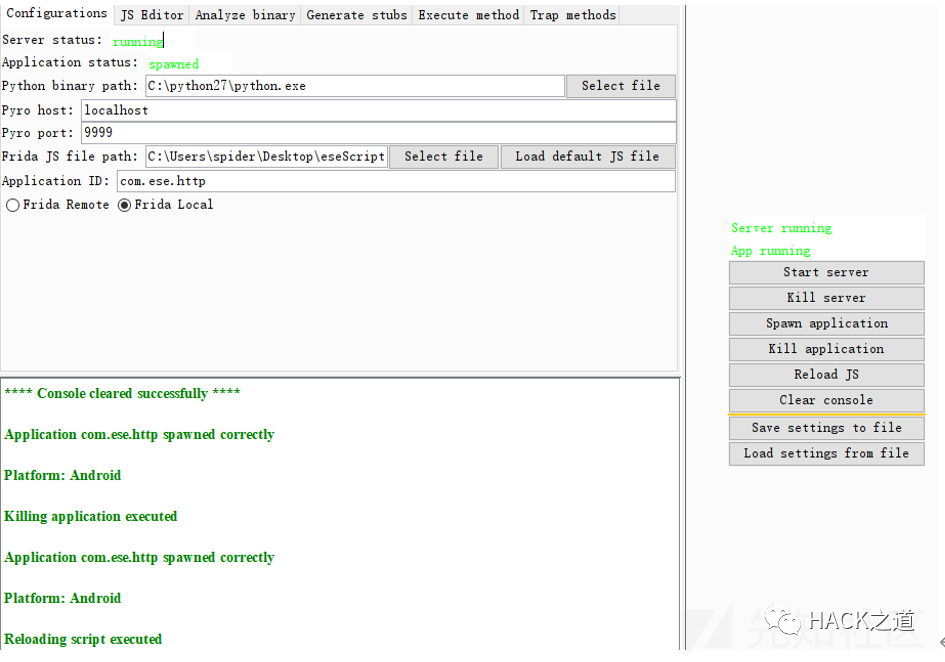 Configurations JS Editor Analyze binary Generate stubs Execute method Trap methods
Server status: running
Application status: spawned
Python binary path: C:\python27\python.exe Select file
Pyro host: localhost
Pyro port: 9999
Frida JS file path: C:\Users\spider\Desktop\eseScript Select file Load default JS file
Application ID: com.ese.http
Frida Remote Frida Local
Server running
App running
Start server
Kill server
Spawn application
Kill application
Reload JS
Clear console
Save settings to file
Load settings from file
**** Console cleared successfully ****
Application com.ese.http spawned correctly
Platform: Android
Killing application executed
Application com.ese.http spawned correctly
Platform: Android
Reloading script executed
HACK之道
先知社区